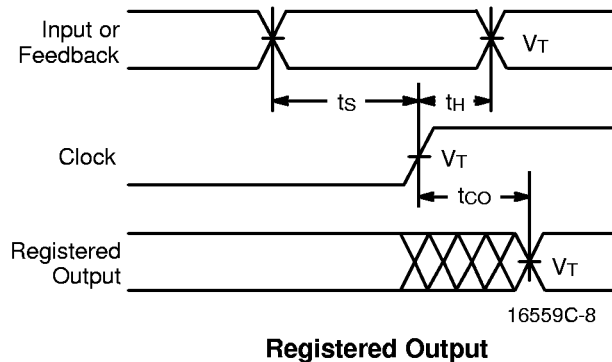 Input or
Feedback
VT
tS
tH
Clock
VT
tCO
Registered
Output
VT
16559C-8
Registered Output